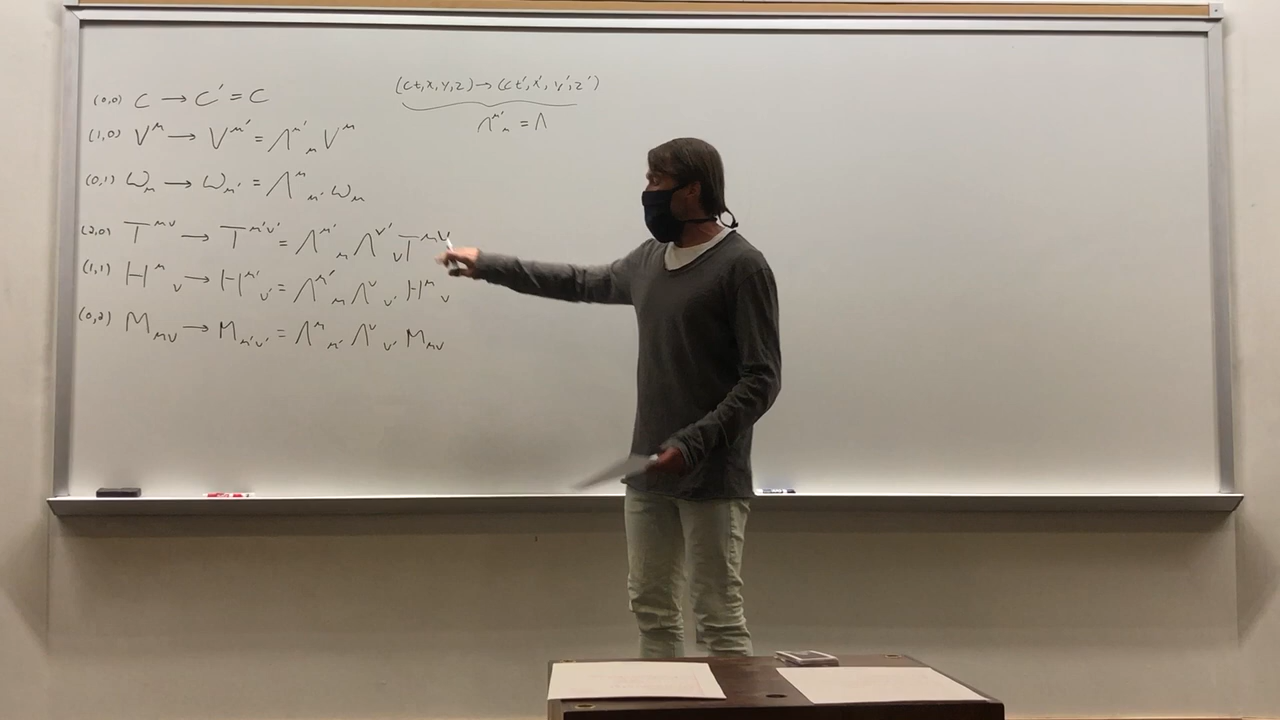 (0,0) C → C' = C
(ct,x,y,z) → (ct',x',y',z')
Λ^μ'_μ = Λ
(1,0) V^μ → V^μ' = Λ^μ'_μ V^μ
(0,1) ω_μ → ω_μ' = Λ^μ_μ' ω_μ
(2,0) T^μν → T^μ'ν' = Λ^μ'_μ Λ^ν'_ν T^μν
(1,1) H^μ_ν → H^μ'_ν' = Λ^μ'_μ Λ^ν_ν' H^μ_ν
(0,2) M_μν → M_μ'ν' = Λ^μ_μ' Λ^ν_ν' M_μν